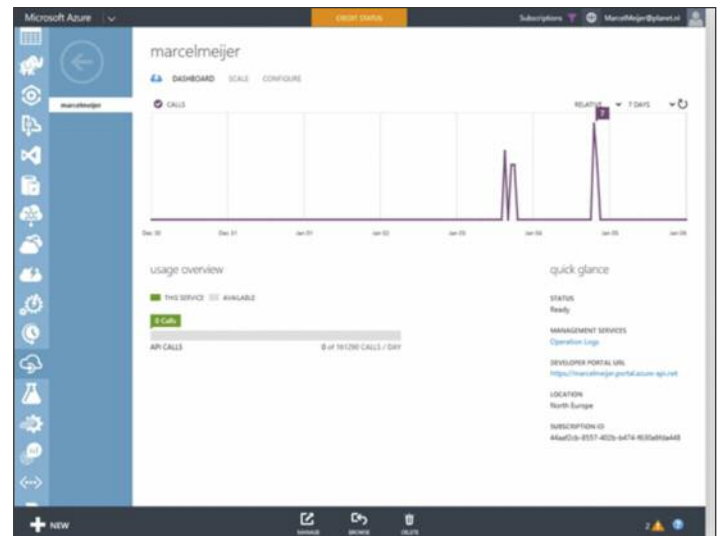 Microsoft Azure
CREDIT STATUS
Subscriptions
MarcelMeijer@planet.nl
marcelmeijer
marcelmeijer
DASHBOARD SCALE CONFIGURE
CALLS
RELATIVE 7 DAYS
7
Dec 30 Dec 31 Jan 01 Jan 02 Jan 03 Jan 04 Jan 05 Jan 06
usage overview
THIS SERVICE AVAILABLE
0 Calls
API CALLS 0 of 161290 CALLS / DAY
quick glance
STATUS
Ready
MANAGEMENT SERVICES
Operation Logs
DEVELOPER PORTAL URL
https://marcelmeijer.portal.azure-api.net
LOCATION
North Europe
SUBSCRIPTION ID
NEW
MANAGE BROWSE DELETE
2